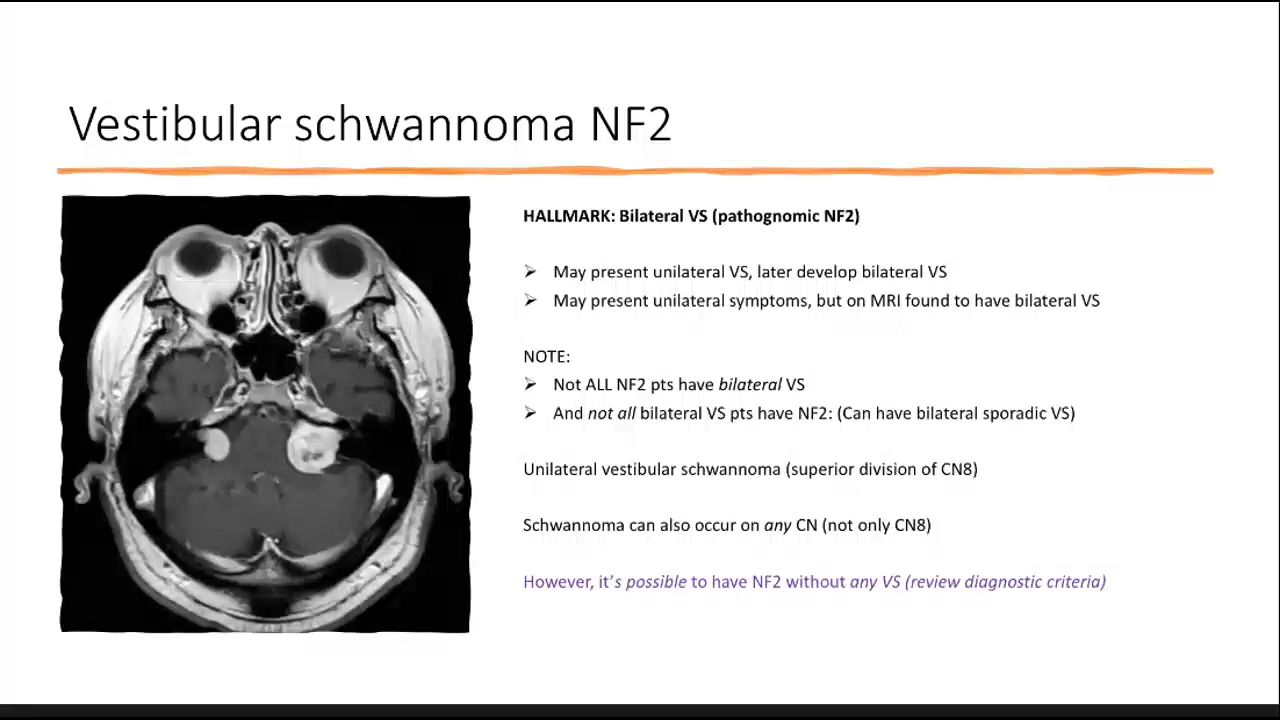 Vestibular schwannoma NF2
HALLMARK: Bilateral VS (pathognomic NF2)
➢ May present unilateral VS, later develop bilateral VS
➢ May present unilateral symptoms, but on MRI found to have bilateral VS
NOTE:
➢ Not ALL NF2 pts have bilateral VS
➢ And not all bilateral VS pts have NF2: (Can have bilateral sporadic VS)
Unilateral vestibular schwannoma (superior division of CN8)
Schwannoma can also occur on any CN (not only CN8)
However, it's possible to have NF2 without any VS (review diagnostic criteria)